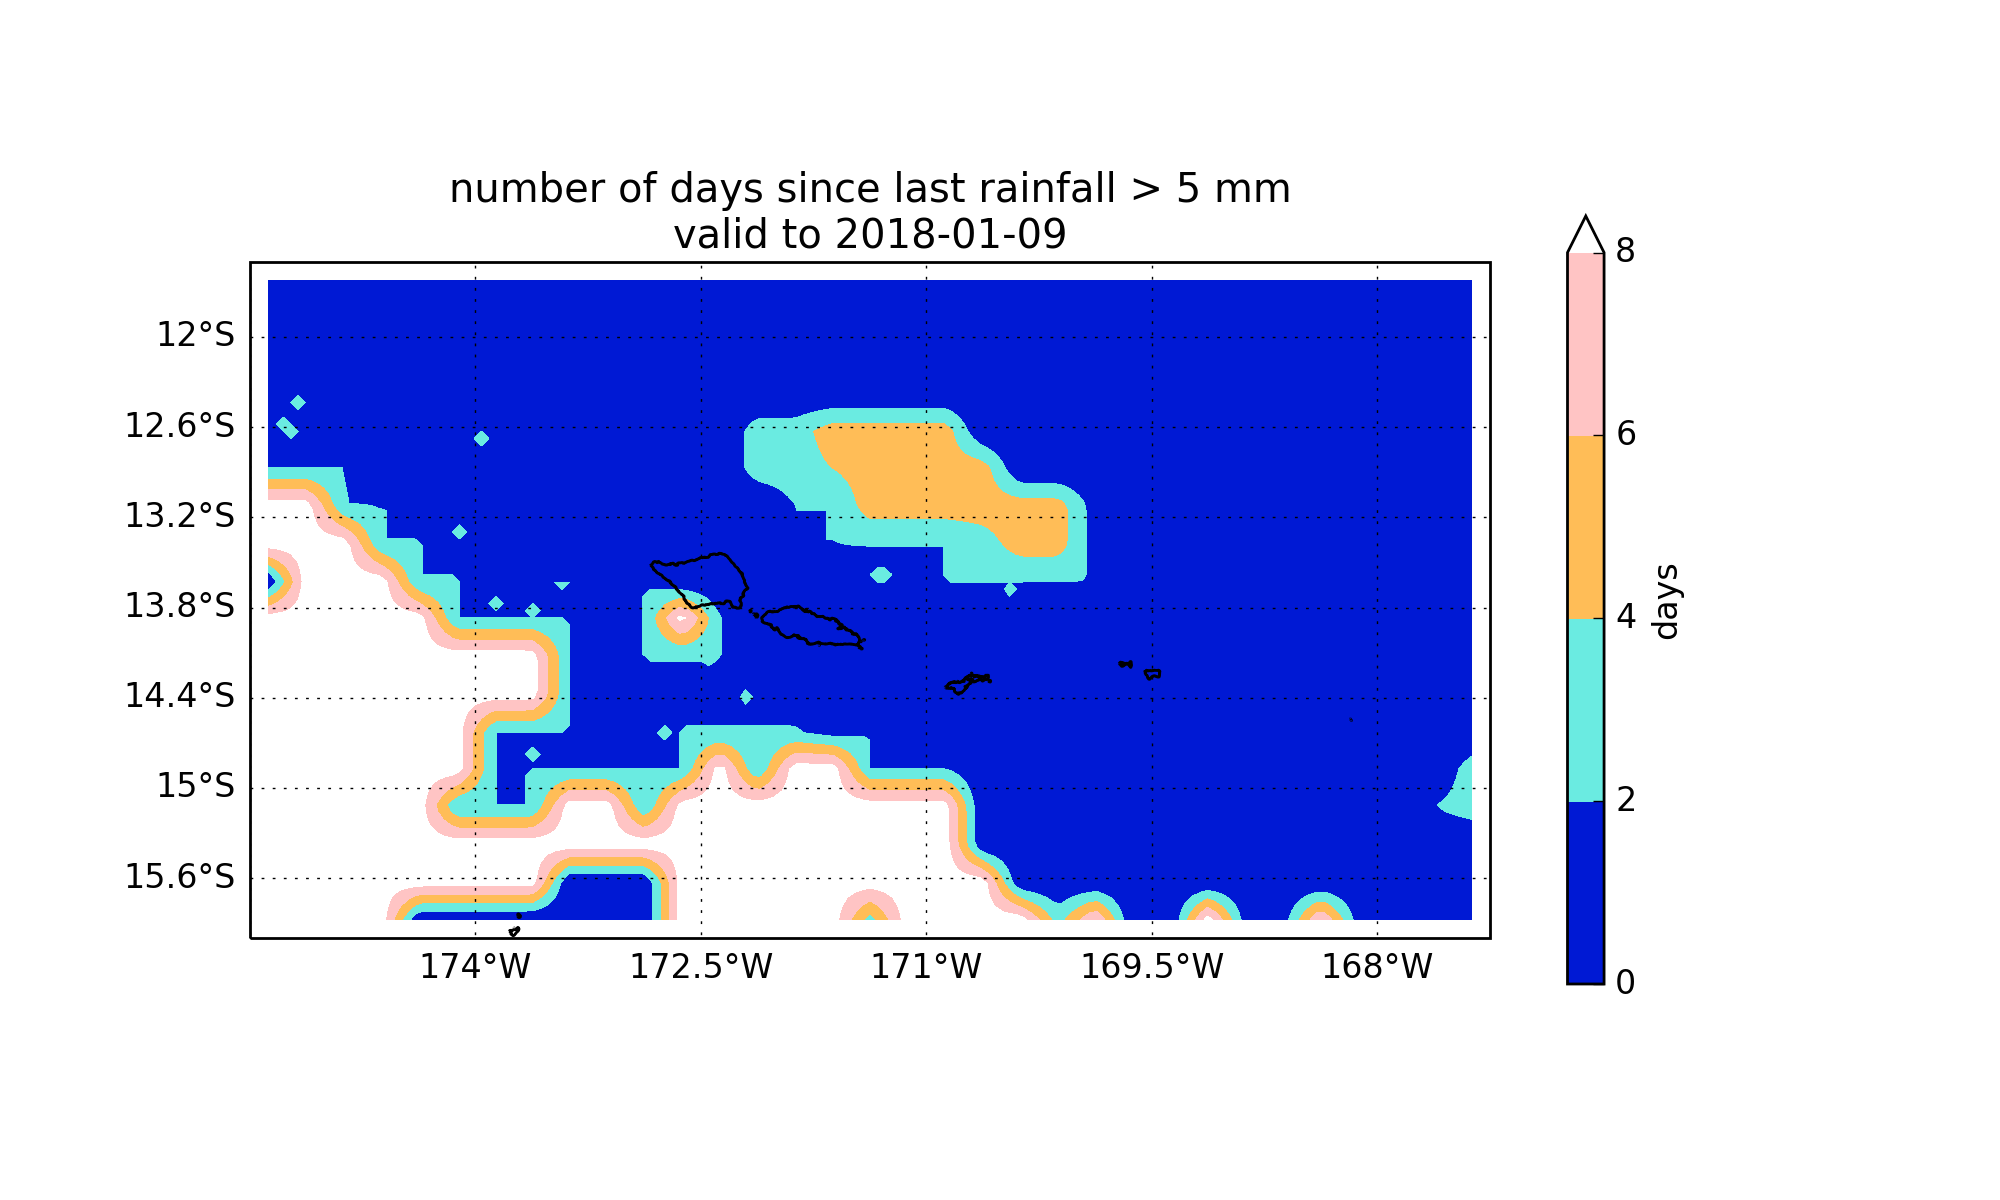 number of days since last rainfall > 5 mm
valid to 2018-01-09
12°S
12.6°S
13.2°S
13.8°S
14.4°S
15°S
15.6°S
174°W 172.5°W 171°W 169.5°W 168°W
8
6
4
2
0
days